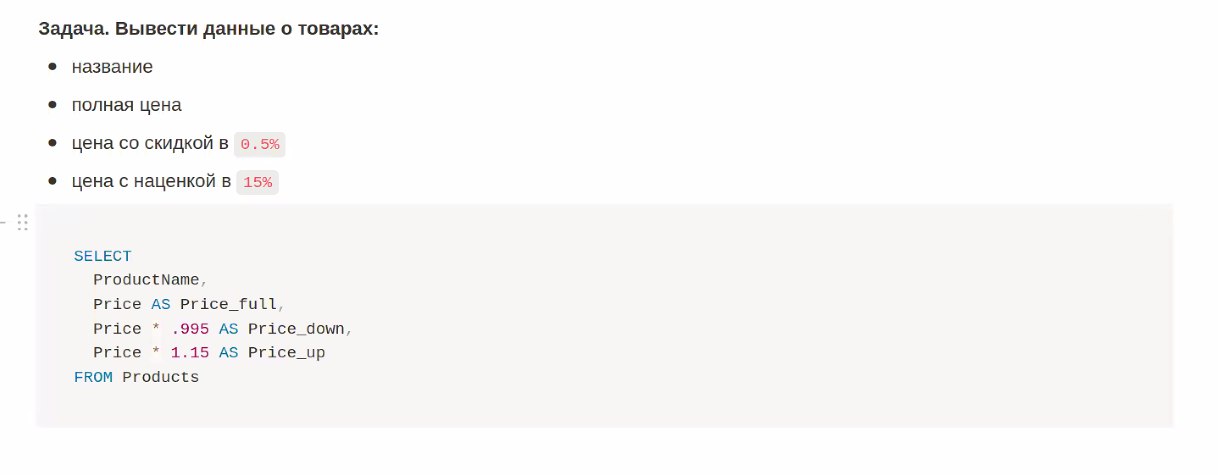 Задача. Вывести данные о товарах:
название
полная цена
цена со скидкой в 0.5%
цена с наценкой в 15%
SELECT
ProductName,
Price AS Price_full,
Price * .995 AS Price_down,
Price * 1.15 AS Price_up
FROM Products